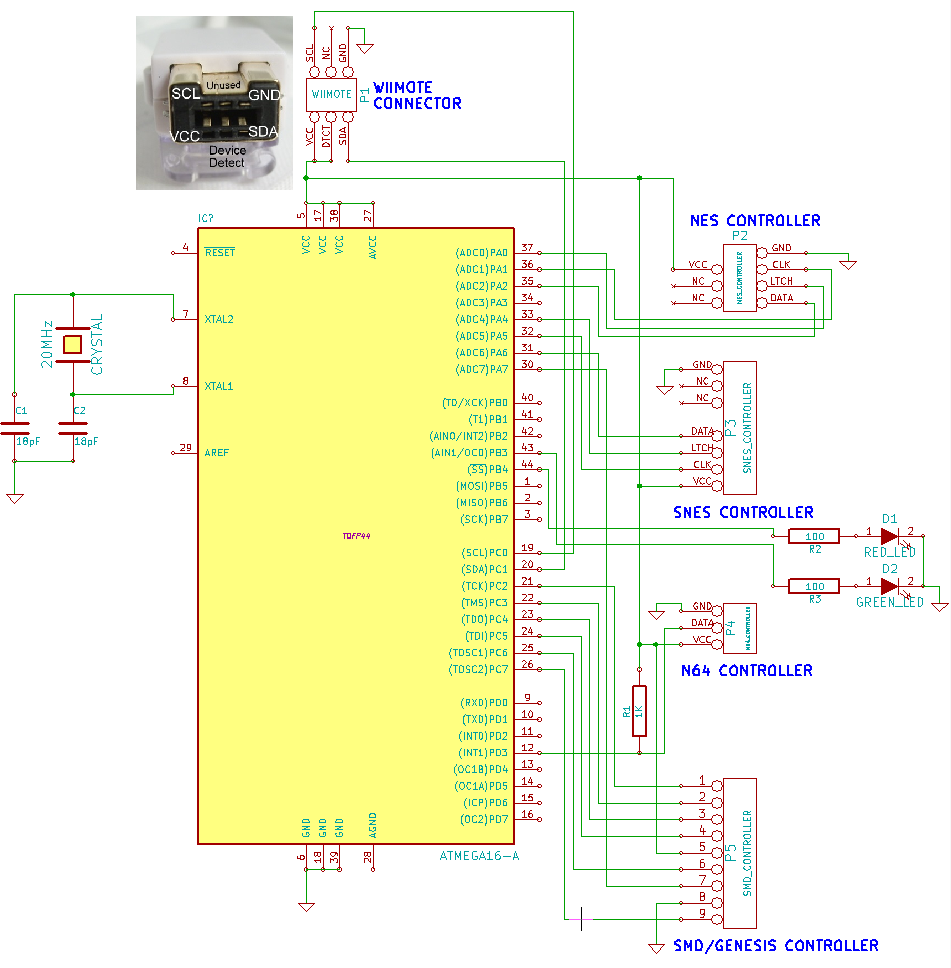 SCL
Unused
GND
VCC
SDA
Device
Detect
SCL
NC
GND
WIIMOTE
P1
WIIMOTE
CONNECTOR
VCC
DTCT
SDA
IC?
5
17
38
27
VCC
VCC
VCC
AVCC
4
RESET
7
XTAL2
20MHz
CRYSTAL
8
XTAL1
C1
18pF
C2
18pF
29
AREF
(ADC0)PA0
37
(ADC1)PA1
36
(ADC2)PA2
35
(ADC3)PA3
34
(ADC4)PA4
33
(ADC5)PA5
32
(ADC6)PA6
31
(ADC7)PA7
30
(TD/XCK)PB0
40
(T1)PB1
41
(AIN0/INT2)PB2
42
(AIN1/OC0)PB3
43
(SS)PB4
44
(MOSI)PB5
1
(MISO)PB6
2
(SCK)PB7
3
TQFP44
(SCL)PC0
19
(SDA)PC1
20
(TCK)PC2
21
(TMS)PC3
22
(TDO)PC4
23
(TDI)PC5
24
(TOSC1)PC6
25
(TOSC2)PC7
26
(RXD)PD0
9
(TXD)PD1
10
(INT0)PD2
11
(INT1)PD3
12
(OC1B)PD4
13
(OC1A)PD5
14
(ICP)PD6
15
(OC2)PD7
16
GND
GND
GND
AGND
6
18
39
28
ATMEGA16-A
NES CONTROLLER
P2
VCC
NC
NC
NES_CONTROLLER
GND
CLK
LTCH
DATA
GND
NC
NC
DATA
LTCH
CLK
VCC
P3
SNES_CONTROLLER
SNES CONTROLLER
100
R2
1
D1
2
RED_LED
100
R3
1
D2
2
GREEN_LED
GND
DATA
VCC
P4
N64_CONTROLLER
N64 CONTROLLER
R1
1K
1
2
3
4
5
6
7
8
9
P5
SMD_CONTROLLER
SMD/GENESIS CONTROLLER